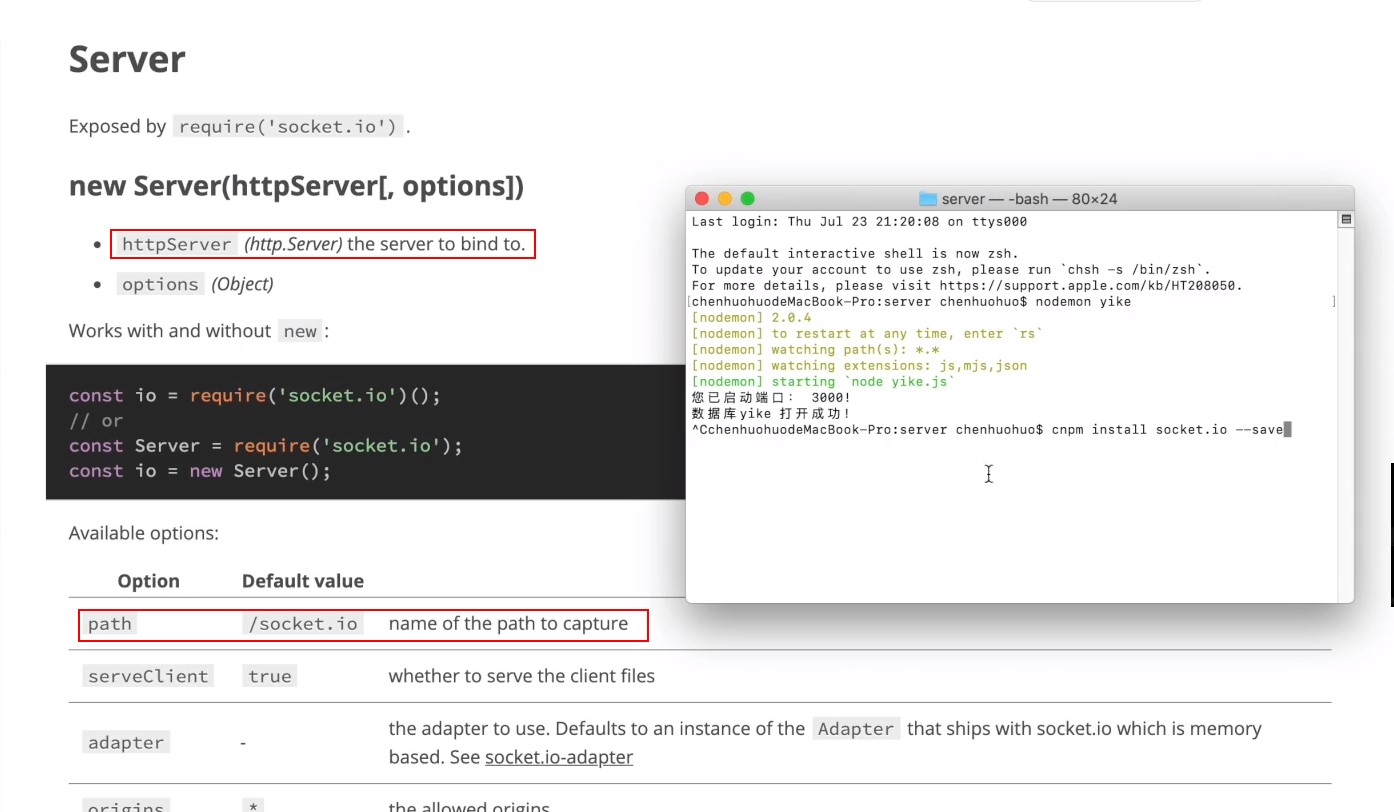 Server
Exposed by require('socket.io') .
new Server(httpServer[, options])
• httpServer (http.Server) the server to bind to.
• options (Object)
Works with and without new :
const io = require('socket.io')();
// or
const Server = require('socket.io');
const io = new Server();
Available options:
Option Default value
path /socket.io name of the path to capture
serveClient true whether to serve the client files
adapter - the adapter to use. Defaults to an instance of the Adapter that ships with socket.io which is memory
based. See socket.io-adapter
origins * the allowed origins
server — -bash — 80×24
Last login: Thu Jul 23 21:20:08 on ttys000
The default interactive shell is now zsh.
To update your account to use zsh, please run `chsh -s /bin/zsh`.
For more details, please visit https://support.apple.com/kb/HT208050.
[chenhuohuodeMacBook-Pro:server chenhuohuo$ nodemon yike ]
[nodemon] 2.0.4
[nodemon] to restart at any time, enter `rs`
[nodemon] watching path(s): *.*
[nodemon] watching extensions: js,mjs,json
[nodemon] starting `node yike.js`
您已启动端口： 3000!
数据库yike 打开成功!
^CchenhuohuodeMacBook-Pro:server chenhuohuo$ cnpm install socket.io --save